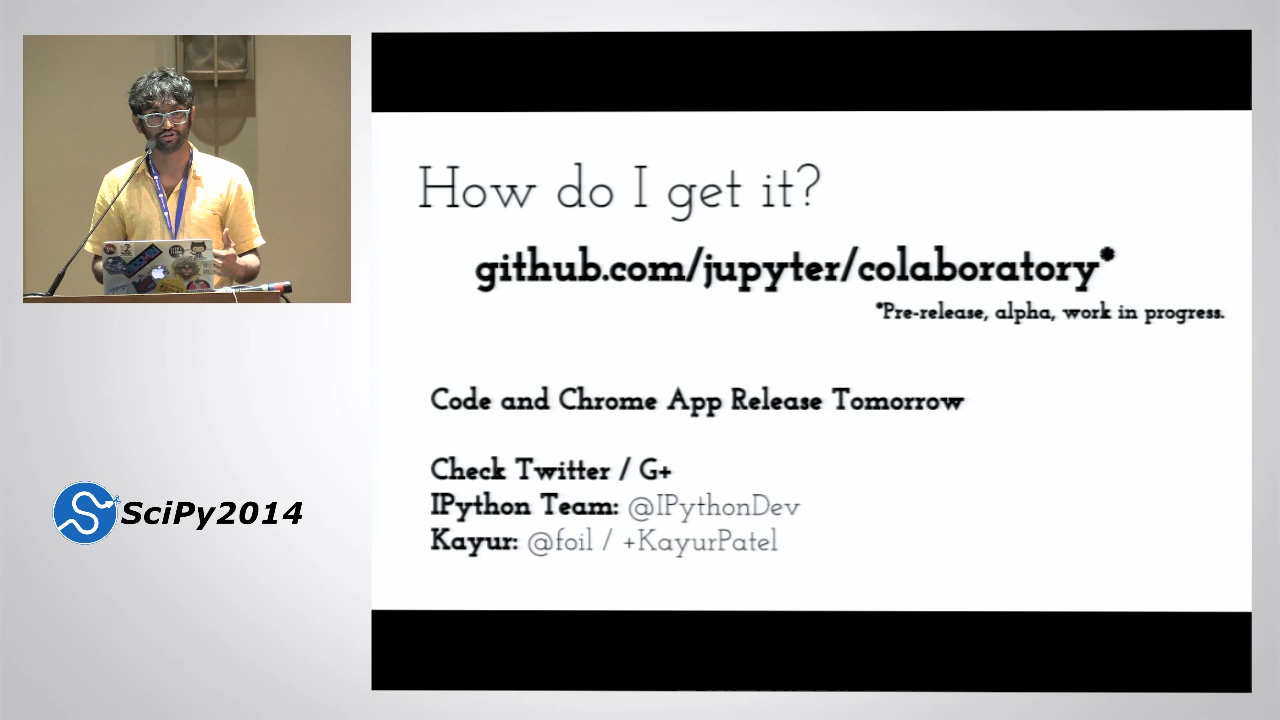 How do I get it?
github.com/jupyter/colaboratory*
*Pre-release, alpha, work in progress.
Code and Chrome App Release Tomorrow
Check Twitter / G+
IPython Team: @IPythonDev
Kayur: @foil / +KayurPatel
SciPy2014